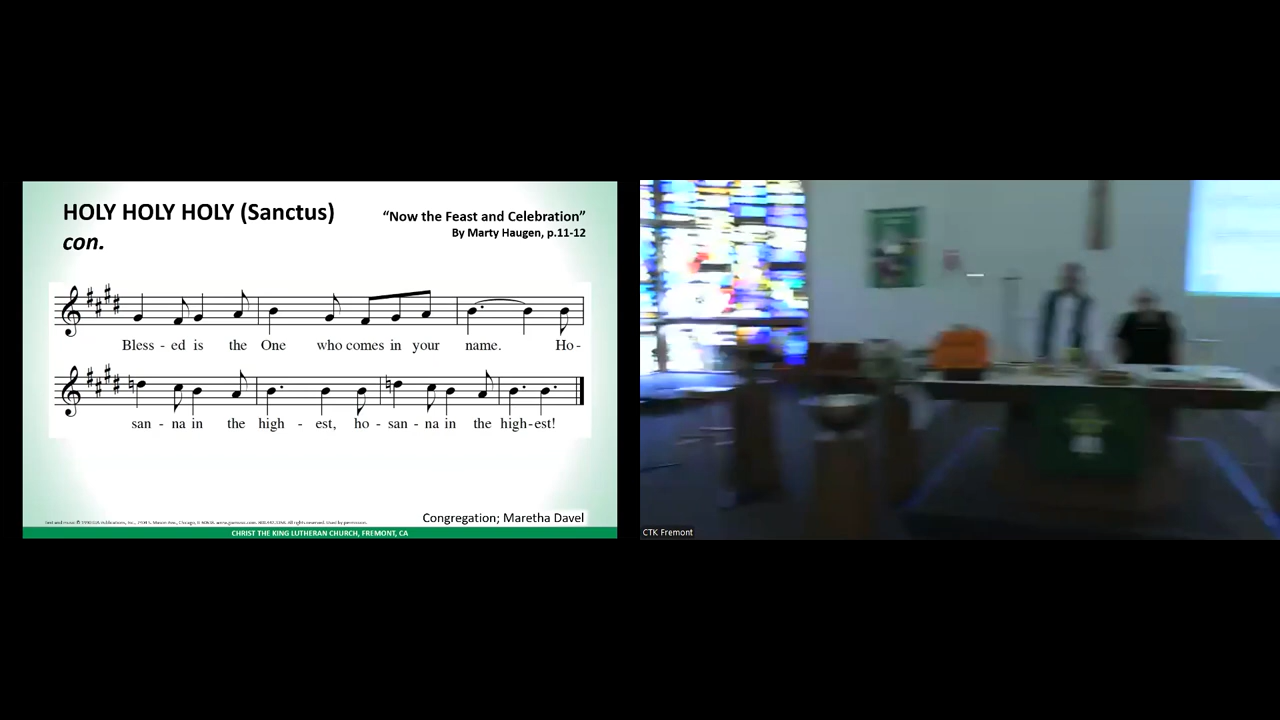 HOLY HOLY HOLY (Sanctus)
con.
“Now the Feast and Celebration”
By Marty Haugen, p.11-12
Bless - ed is the One who comes in your name. Ho -
san - na in the high - est, ho - san - na in the high - est!
Congregation; Maretha Davel
CHRIST THE KING LUTHERAN CHURCH, FREMONT, CA
CTK Fremont